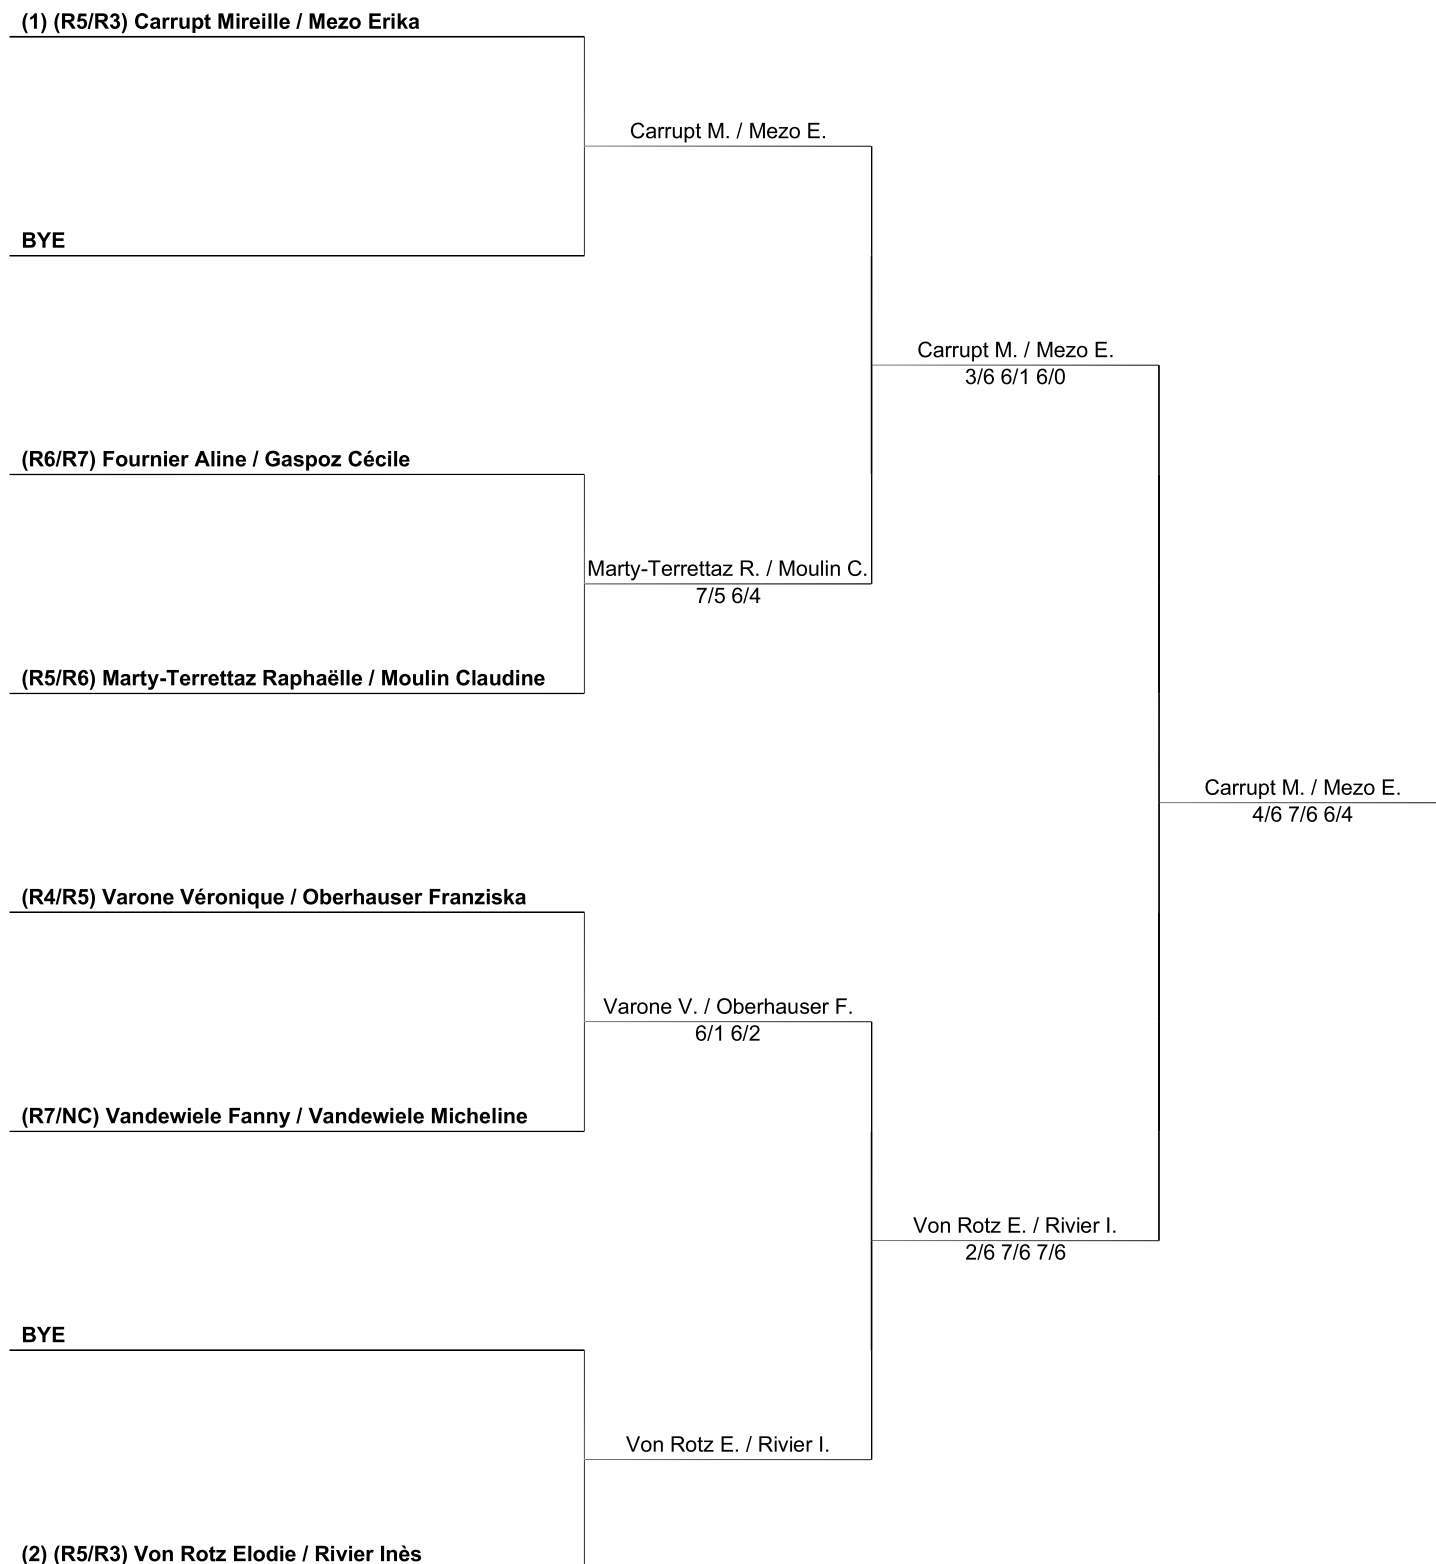 (1) (R5/R3) Carrupt Mireille / Mezo Erika
Carrupt M. / Mezo E.
BYE
Carrupt M. / Mezo E.
3/6 6/1 6/0
(R6/R7) Fournier Aline / Gaspoz Cécile
Marty-Terrettaz R. / Moulin C.
7/5 6/4
(R5/R6) Marty-Terrettaz Raphaëlle / Moulin Claudine
Carrupt M. / Mezo E.
4/6 7/6 6/4
(R4/R5) Varone Véronique / Oberhauser Franziska
Varone V. / Oberhauser F.
6/1 6/2
(R7/NC) Vandewiele Fanny / Vandewiele Micheline
Von Rotz E. / Rivier I.
2/6 7/6 7/6
BYE
Von Rotz E. / Rivier I.
(2) (R5/R3) Von Rotz Elodie / Rivier Inès